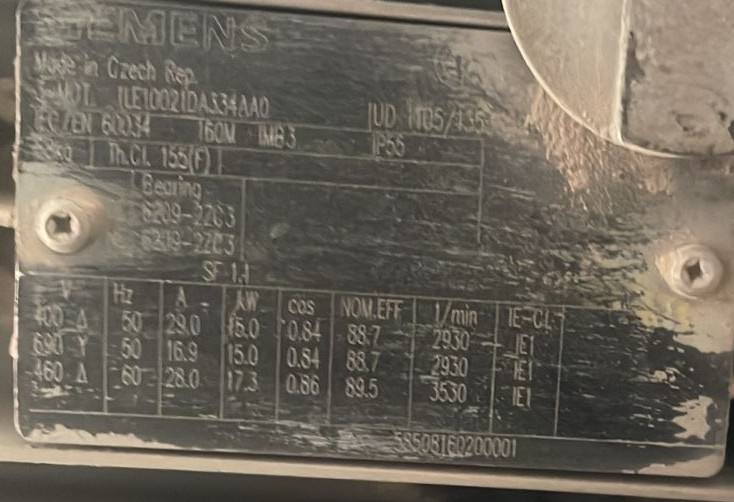 SIEMENS
Made in Czech Rep.
3-MOT. 1LE10021DA334AA0
IUD 1105/135
IEC/EN 60034 160M IMB3 IP55
kg Th.Cl. 155(F)
Bearing
6209-2ZC3
6209-2ZC3
SF 1.1
V Hz A kW cos NOM.EFF 1/min IE-CL
400 Δ 50 29.0 15.0 0.84 88.7 2930 IE1
690 Y 50 16.9 15.0 0.84 88.7 2930 IE1
460 Δ 60 28.0 17.3 0.86 89.5 3530 IE1